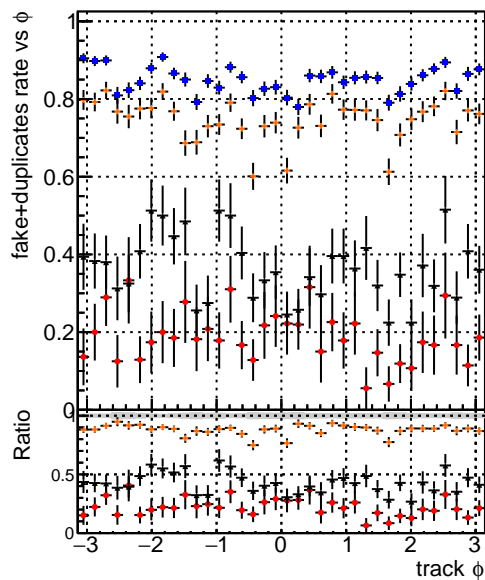 fake+duplicates rate vs ϕ
1
0.8
0.6
0.4
0.2
0
Ratio
0.5
0
−3 −2 −1 0 1 2 3
track ϕ